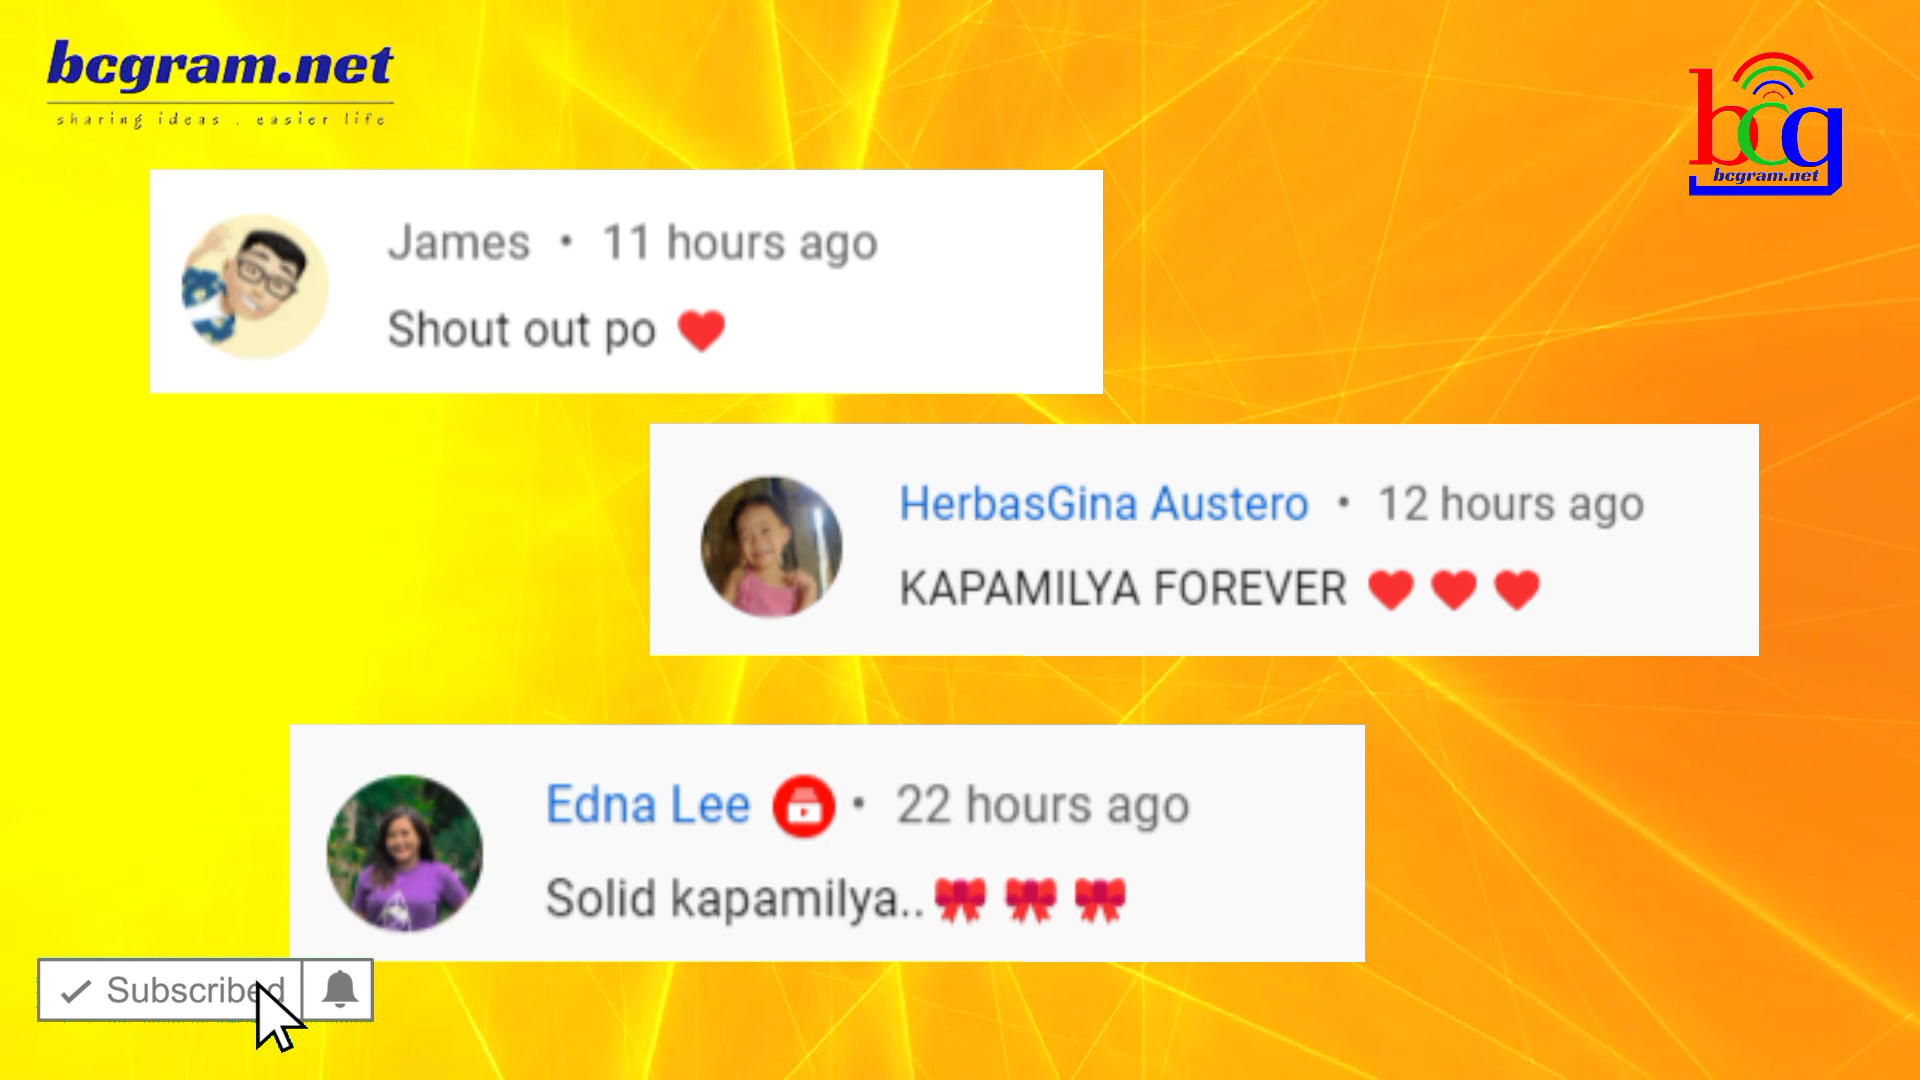 bcgram.net
sharing ideas . easier life
bcg
bcgram.net
James • 11 hours ago
Shout out po ❤️
HerbasGina Austero • 12 hours ago
KAPAMILYA FOREVER ❤️ ❤️ ❤️
Edna Lee • 22 hours ago
Solid kapamilya.. 🎀 🎀 🎀
Subscribed